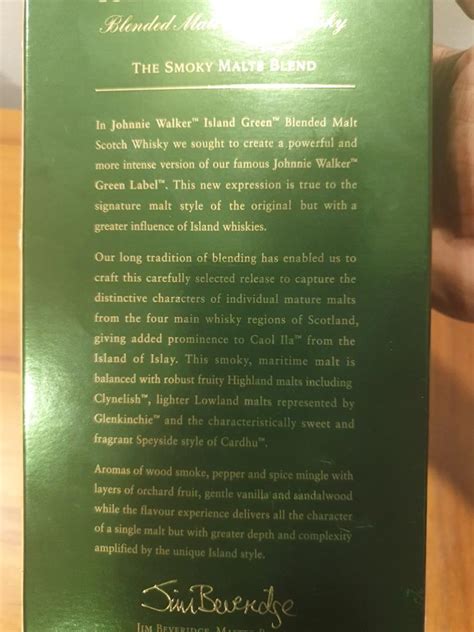 Blended Ma
THE SMOKY MALTS BLEND
In Johnnie Walker™ Island Green™ Blended Malt
Scotch Whisky we sought to create a powerful and
more intense version of our famous Johnnie Walker™
Green Label™. This new expression is true to the
signature malt style of the original but with a
greater influence of Island whiskies.
Our long tradition of blending has enabled us to
craft this carefully selected release to capture the
distinctive characters of individual mature malts
from the four main whisky regions of Scotland,
giving added prominence to Caol Ila™ from the
Island of Islay. This smoky, maritime malt is
balanced with robust fruity Highland malts including
Clynelish™, lighter Lowland malts represented by
Glenkinchie™ and the characteristically sweet and
fragrant Speyside style of Cardhu™.
Aromas of wood smoke, pepper and spice mingle with
layers of orchard fruit, gentle vanilla and sandalwood
while the flavour experience delivers all the character
of a single malt but with greater depth and complexity
amplified by the unique Island style.
Jim Beveridge
JIM BEVERIDGE, MASTER B